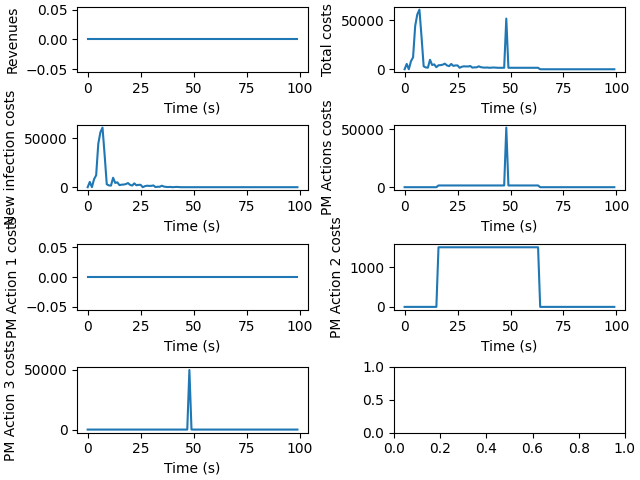 Revenues
0.05
0.00
−0.05
0 25 50 75 100
Time (s)
Total costs
50000
0
0 25 50 75 100
Time (s)
New infection costs
50000
0
0 25 50 75 100
Time (s)
PM Actions costs
50000
0
0 25 50 75 100
Time (s)
PM Action 1 costs
0.05
0.00
−0.05
0 25 50 75 100
Time (s)
PM Action 2 costs
1000
0
0 25 50 75 100
Time (s)
PM Action 3 costs
50000
0
0 25 50 75 100
Time (s)
1.0
0.5
0.0
0.0 0.2 0.4 0.6 0.8 1.0